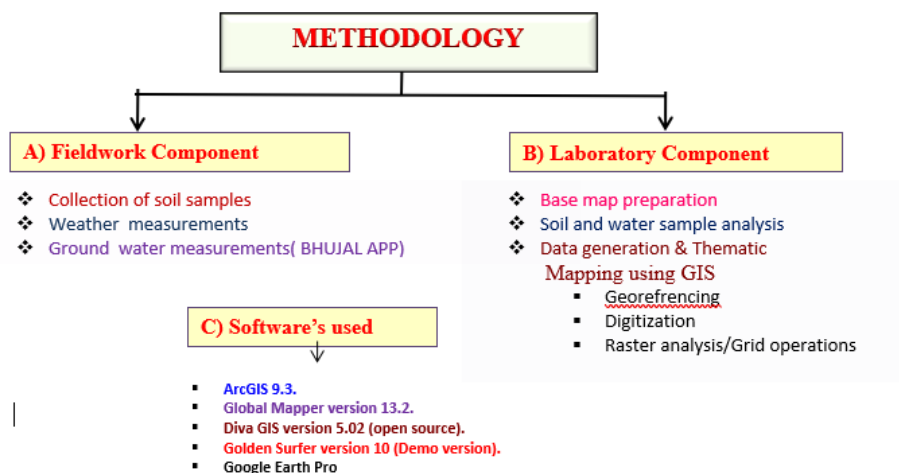 METHODOLOGY
A) Fieldwork Component
Collection of soil samples
Weather measurements
Ground water measurements( BHUJAL APP)
B) Laboratory Component
Base map preparation
Soil and water sample analysis
Data generation & Thematic
Mapping using GIS
Georefrencing
Digitization
Raster analysis/Grid operations
C) Software’s used
ArcGIS 9.3.
Global Mapper version 13.2.
Diva GIS version 5.02 (open source).
Golden Surfer version 10 (Demo version).
Google Earth Pro